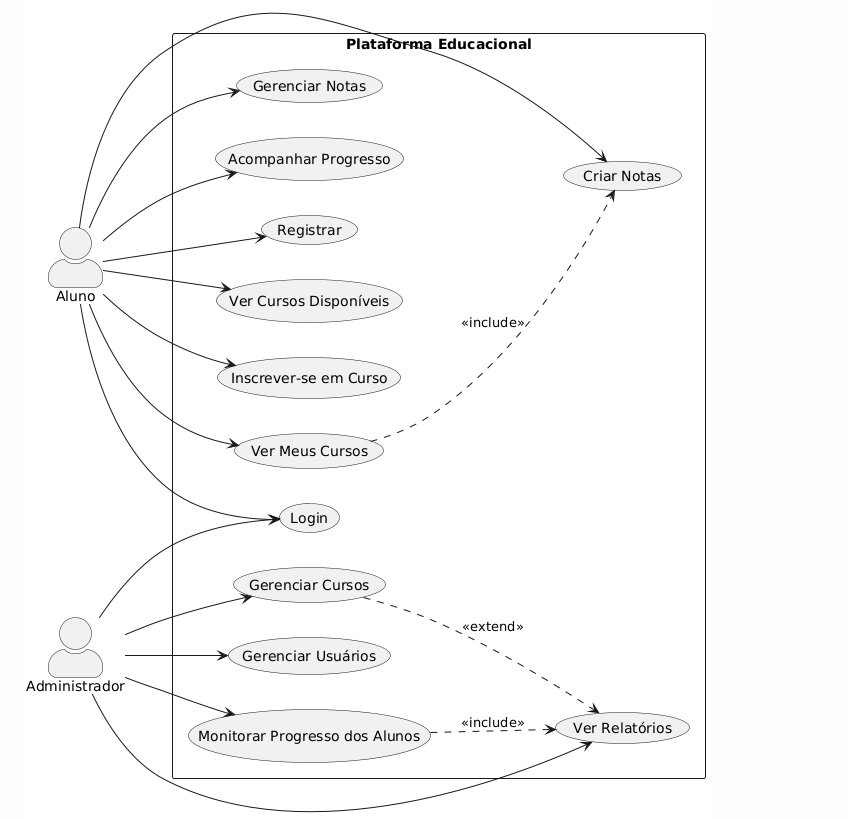 Plataforma Educacional
Gerenciar Notas
Acompanhar Progresso
Criar Notas
Registrar
Aluno
Ver Cursos Disponíveis
«include»
Inscrever-se em Curso
Ver Meus Cursos
Login
Gerenciar Cursos
«extend»
Gerenciar Usuários
Administrador
«include»
Ver Relatórios
Monitorar Progresso dos Alunos